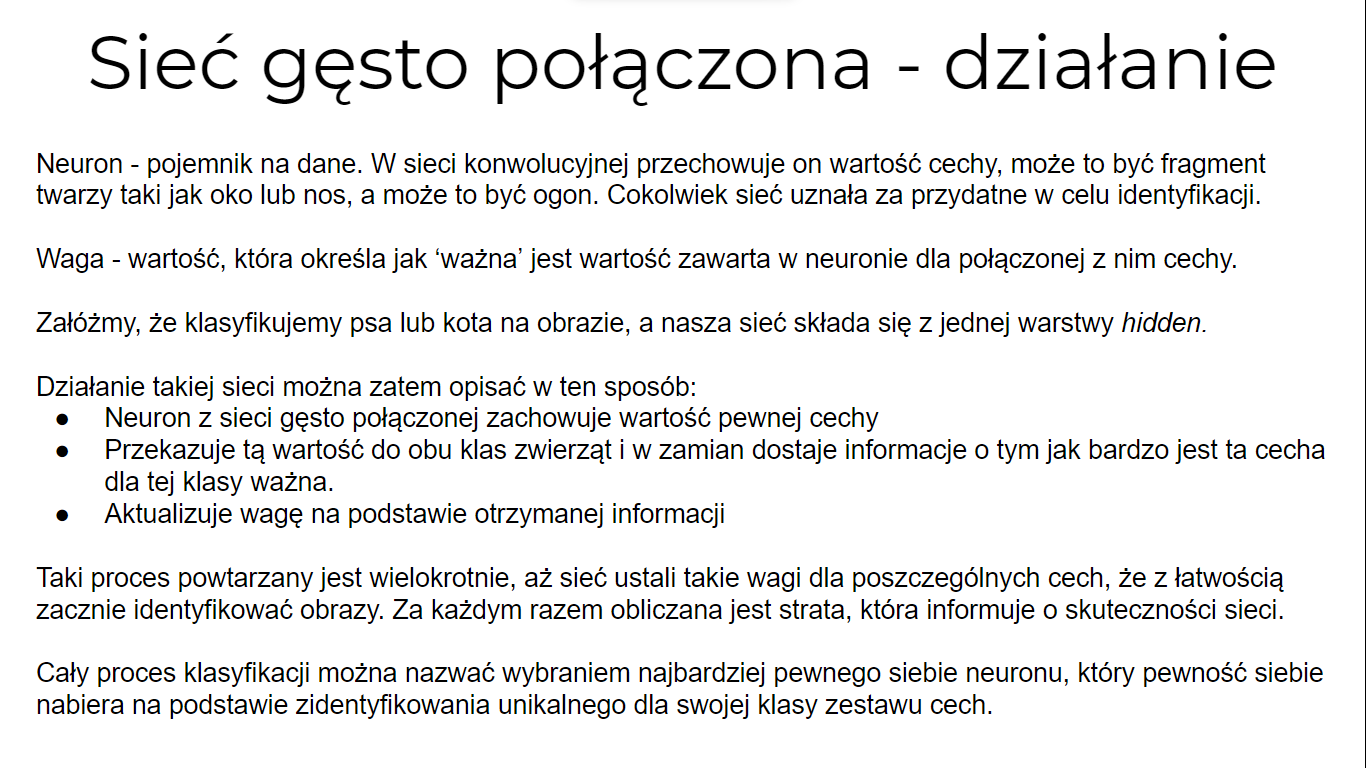 Sieć gęsto połączona - działanie
Neuron - pojemnik na dane. W sieci konwolucyjnej przechowuje on wartość cechy, może to być fragment
twarzy taki jak oko lub nos, a może to być ogon. Cokolwiek sieć uznała za przydatne w celu identyfikacji.
Waga - wartość, która określa jak ‘ważna’ jest wartość zawarta w neuronie dla połączonej z nim cechy.
Załóżmy, że klasyfikujemy psa lub kota na obrazie, a nasza sieć składa się z jednej warstwy hidden.
Działanie takiej sieci można zatem opisać w ten sposób:
● Neuron z sieci gęsto połączonej zachowuje wartość pewnej cechy
● Przekazuje tą wartość do obu klas zwierząt i w zamian dostaje informacje o tym jak bardzo jest ta cecha
dla tej klasy ważna.
● Aktualizuje wagę na podstawie otrzymanej informacji
Taki proces powtarzany jest wielokrotnie, aż sieć ustali takie wagi dla poszczególnych cech, że z łatwością
zacznie identyfikować obrazy. Za każdym razem obliczana jest strata, która informuje o skuteczności sieci.
Cały proces klasyfikacji można nazwać wybraniem najbardziej pewnego siebie neuronu, który pewność siebie
nabiera na podstawie zidentyfikowania unikalnego dla swojej klasy zestawu cech.